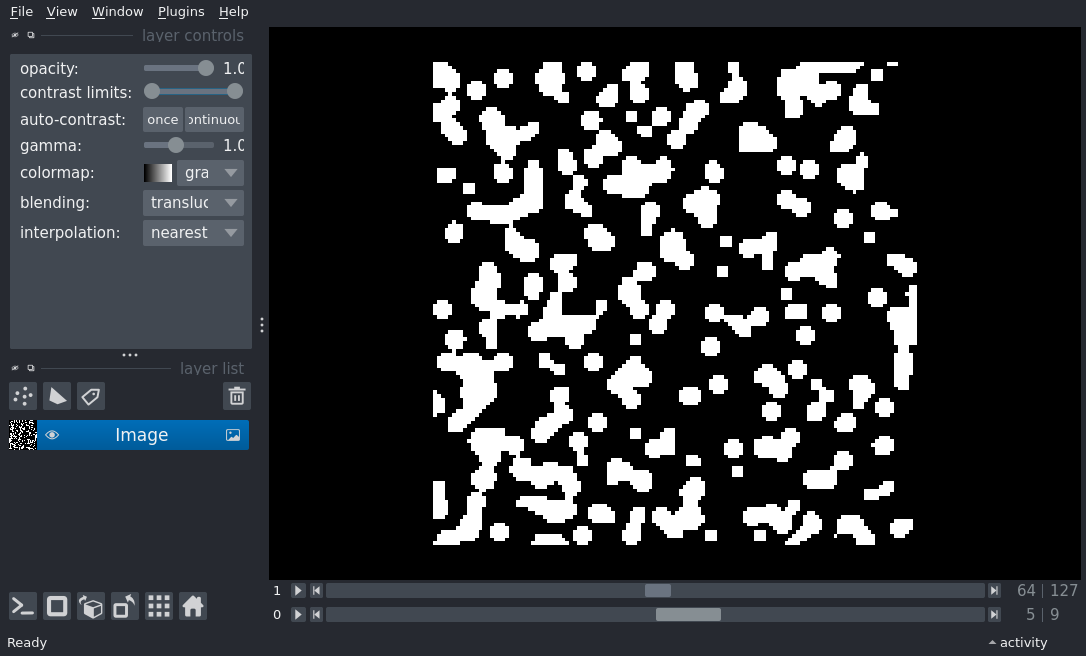 File View Window Plugins Help
layer controls
opacity: 1.0
contrast limits:
auto-contrast: once ontinuou
gamma: 1.0
colormap: gra
blending: transluc
interpolation: nearest
layer list
Image
1 64 127
0 5 9
Ready activity